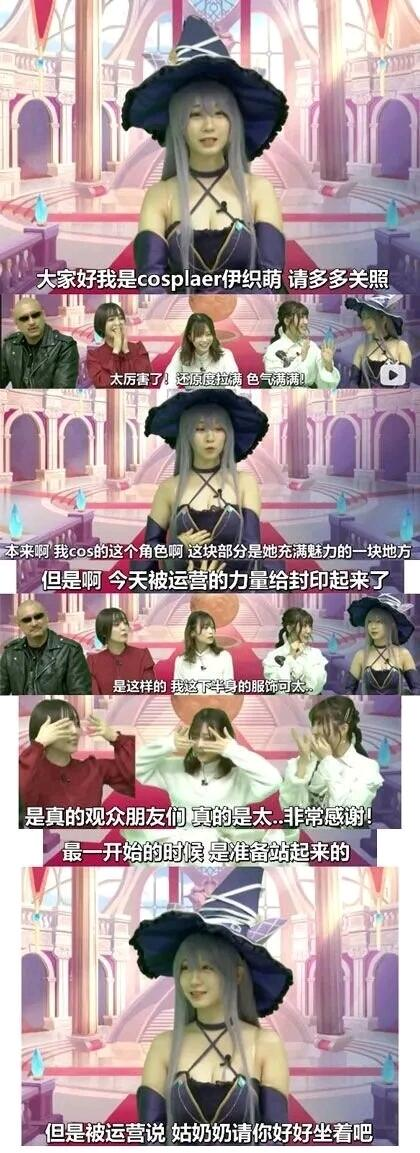 大家好我是cosplaer伊织萌 请多多关照
太厉害了! 还原度拉满 色气满满!
本来啊 我cos的这个角色啊 这块部分是她充满魅力的一块地方
但是啊 今天被运营的力量给封印起来了
是这样的 我这下半身的服饰可太..
是真的观众朋友们 真的是太..非常感谢!
最一开始的时候 是准备站起来的
但是被运营说 姑奶奶请你好好坐着吧